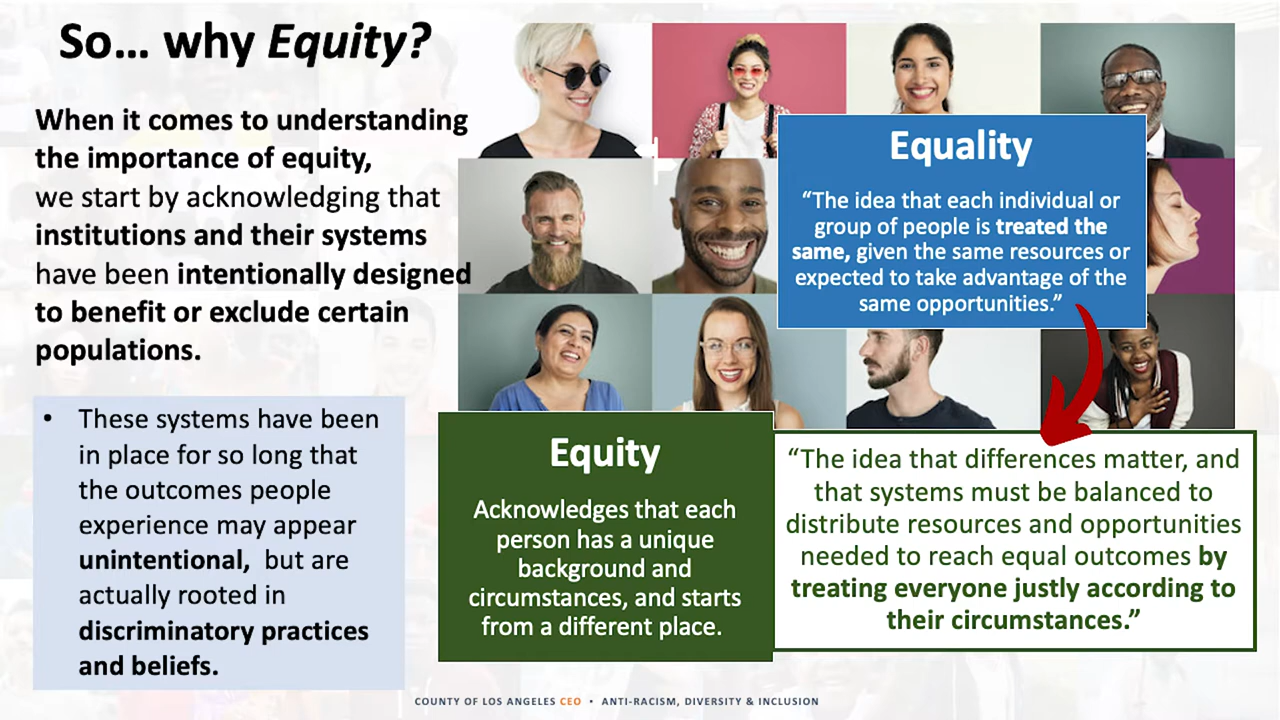 So... why Equity?
When it comes to understanding
the importance of equity,
we start by acknowledging that
institutions and their systems
have been intentionally designed
to benefit or exclude certain
populations.
• These systems have been
in place for so long that
the outcomes people
experience may appear
unintentional, but are
actually rooted in
discriminatory practices
and beliefs.
Equality
“The idea that each individual or
group of people is treated the
same, given the same resources or
expected to take advantage of the
same opportunities.”
Equity
Acknowledges that each
person has a unique
background and
circumstances, and starts
from a different place.
“The idea that differences matter, and
that systems must be balanced to
distribute resources and opportunities
needed to reach equal outcomes by
treating everyone justly according to
their circumstances.”
COUNTY OF LOS ANGELES CEO • ANTI-RACISM, DIVERSITY & INCLUSION